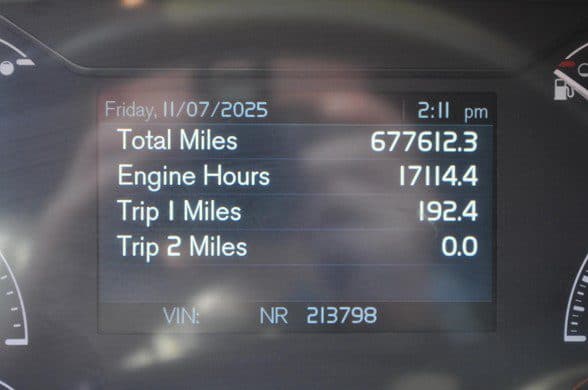 Friday, 11/07/2025 2:11 pm
Total Miles 677612.3
Engine Hours 17114.4
Trip 1 Miles 192.4
Trip 2 Miles 0.0
VIN: NR 213798